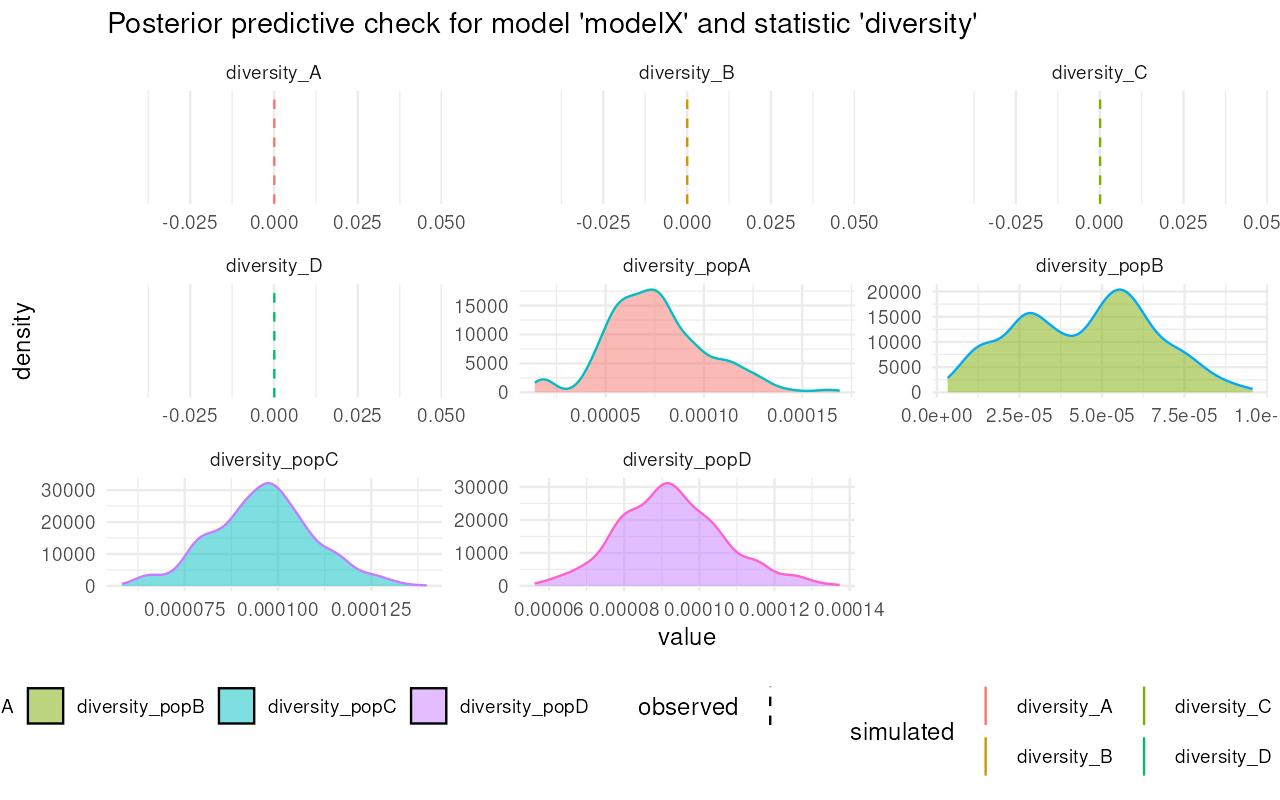 Posterior predictive check for model 'modelX' and statistic 'diversity'
diversity_A
diversity_B
diversity_C
-0.025 0.000 0.025 0.050
-0.025 0.000 0.025 0.050
-0.025 0.000 0.025 0.05
density
diversity_D
diversity_popA
diversity_popB
-0.025 0.000 0.025 0.050
15000
10000
5000
0
0.00005 0.00010 0.00015
20000
15000
10000
5000
0
0.0e+00 2.5e-05 5.0e-05 7.5e-05 1.0e-
diversity_popC
diversity_popD
30000
20000
10000
0
0.000075 0.000100 0.000125
30000
20000
10000
0
0.00006 0.00008 0.00010 0.00012 0.00014
value
A diversity_popB diversity_popC diversity_popD
observed
simulated
diversity_A diversity_C
diversity_B diversity_D